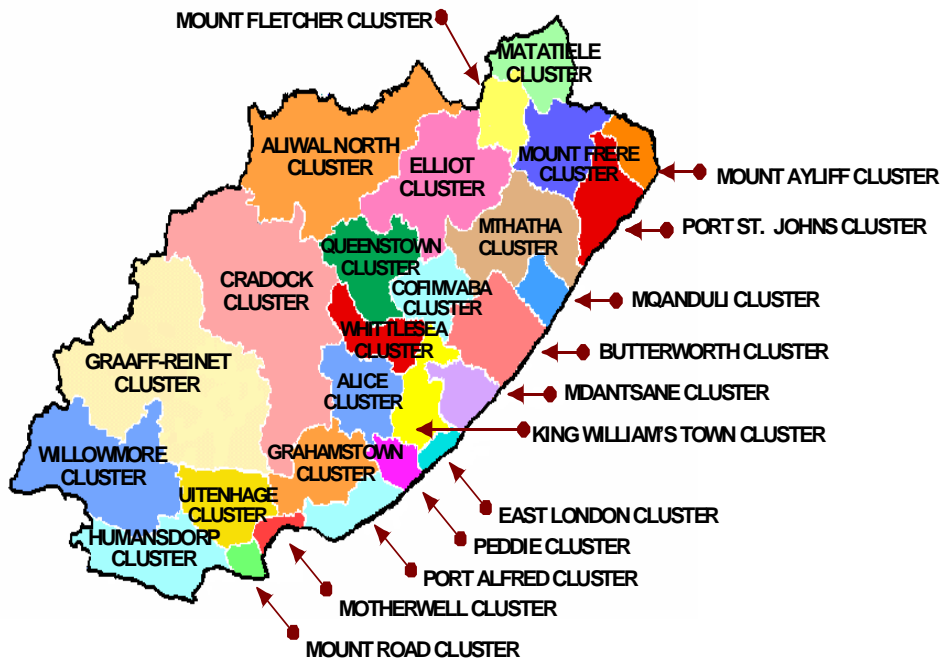 MOUNT FLETCHER CLUSTER
MATATIELE
CLUSTER
ALIWAL NORTH
CLUSTER
ELLIOT
CLUSTER
MOUNT FRERE
CLUSTER
MOUNT AYLIFF CLUSTER
PORT ST. JOHNS CLUSTER
MTHATHA
CLUSTER
QUEENSTOWN
CLUSTER
CRADOCK
CLUSTER
COFIMVABA
CLUSTER
MQANDULI CLUSTER
WHITTLESEA
CLUSTER
BUTTERWORTH CLUSTER
GRAAFF-REINET
CLUSTER
ALICE
CLUSTER
MDANTSANE CLUSTER
KING WILLIAM'S TOWN CLUSTER
WILLOWMORE
CLUSTER
GRAHAMSTOWN
CLUSTER
UITENHAGE
CLUSTER
EAST LONDON CLUSTER
HUMANSDORP
CLUSTER
PEDDIE CLUSTER
PORT ALFRED CLUSTER
MOTHERWELL CLUSTER
MOUNT ROAD CLUSTER